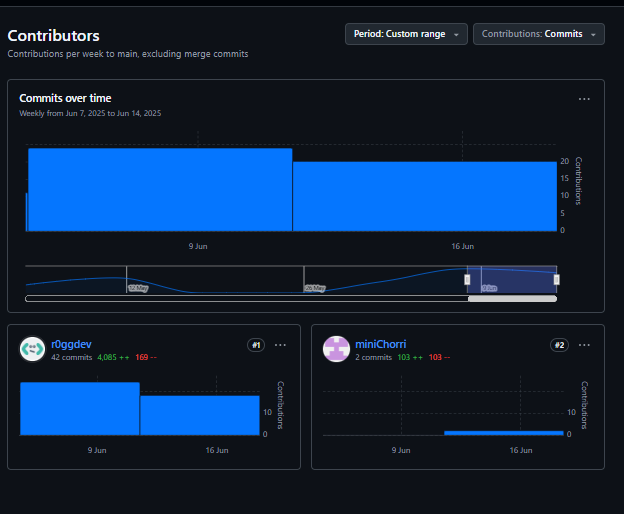 Contributors
Period: Custom range
Contributions: Commits
Contributions per week to main, excluding merge commits
Commits over time
Weekly from Jun 7, 2025 to Jun 14, 2025
20
15
10
5
0
Contributions
9 Jun
16 Jun
12 May
26 May
9 Jun
r0ggdev
#1
42 commits 4,085 ++ 169 --
10
0
Contributions
9 Jun
16 Jun
miniChorri
#2
2 commits 103 ++ 103 --
10
0
Contributions
9 Jun
16 Jun